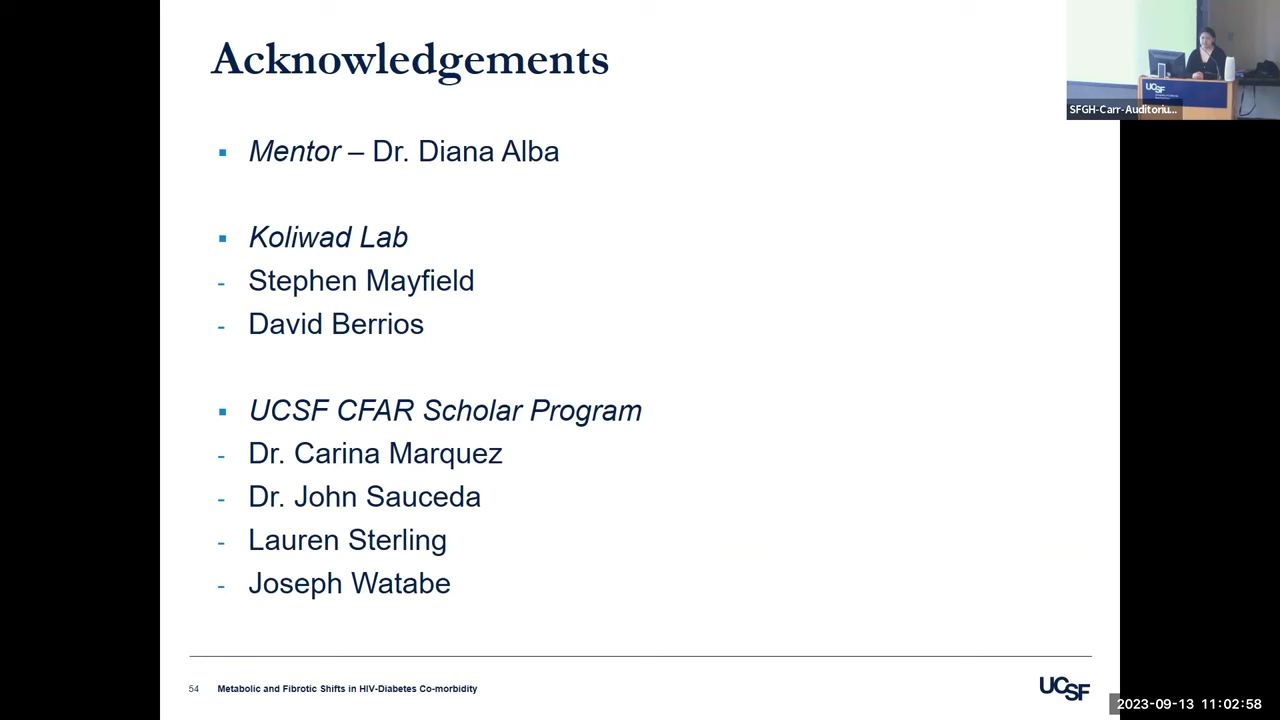 Acknowledgements
▪ Mentor – Dr. Diana Alba
▪ Koliwad Lab
- Stephen Mayfield
- David Berrios
▪ UCSF CFAR Scholar Program
- Dr. Carina Marquez
- Dr. John Sauceda
- Lauren Sterling
- Joseph Watabe
54 Metabolic and Fibrotic Shifts in HIV-Diabetes Co-morbidity
UCSF
UCSF
SFGH-Carr-Auditoriu...
2023-09-13 11:02:58